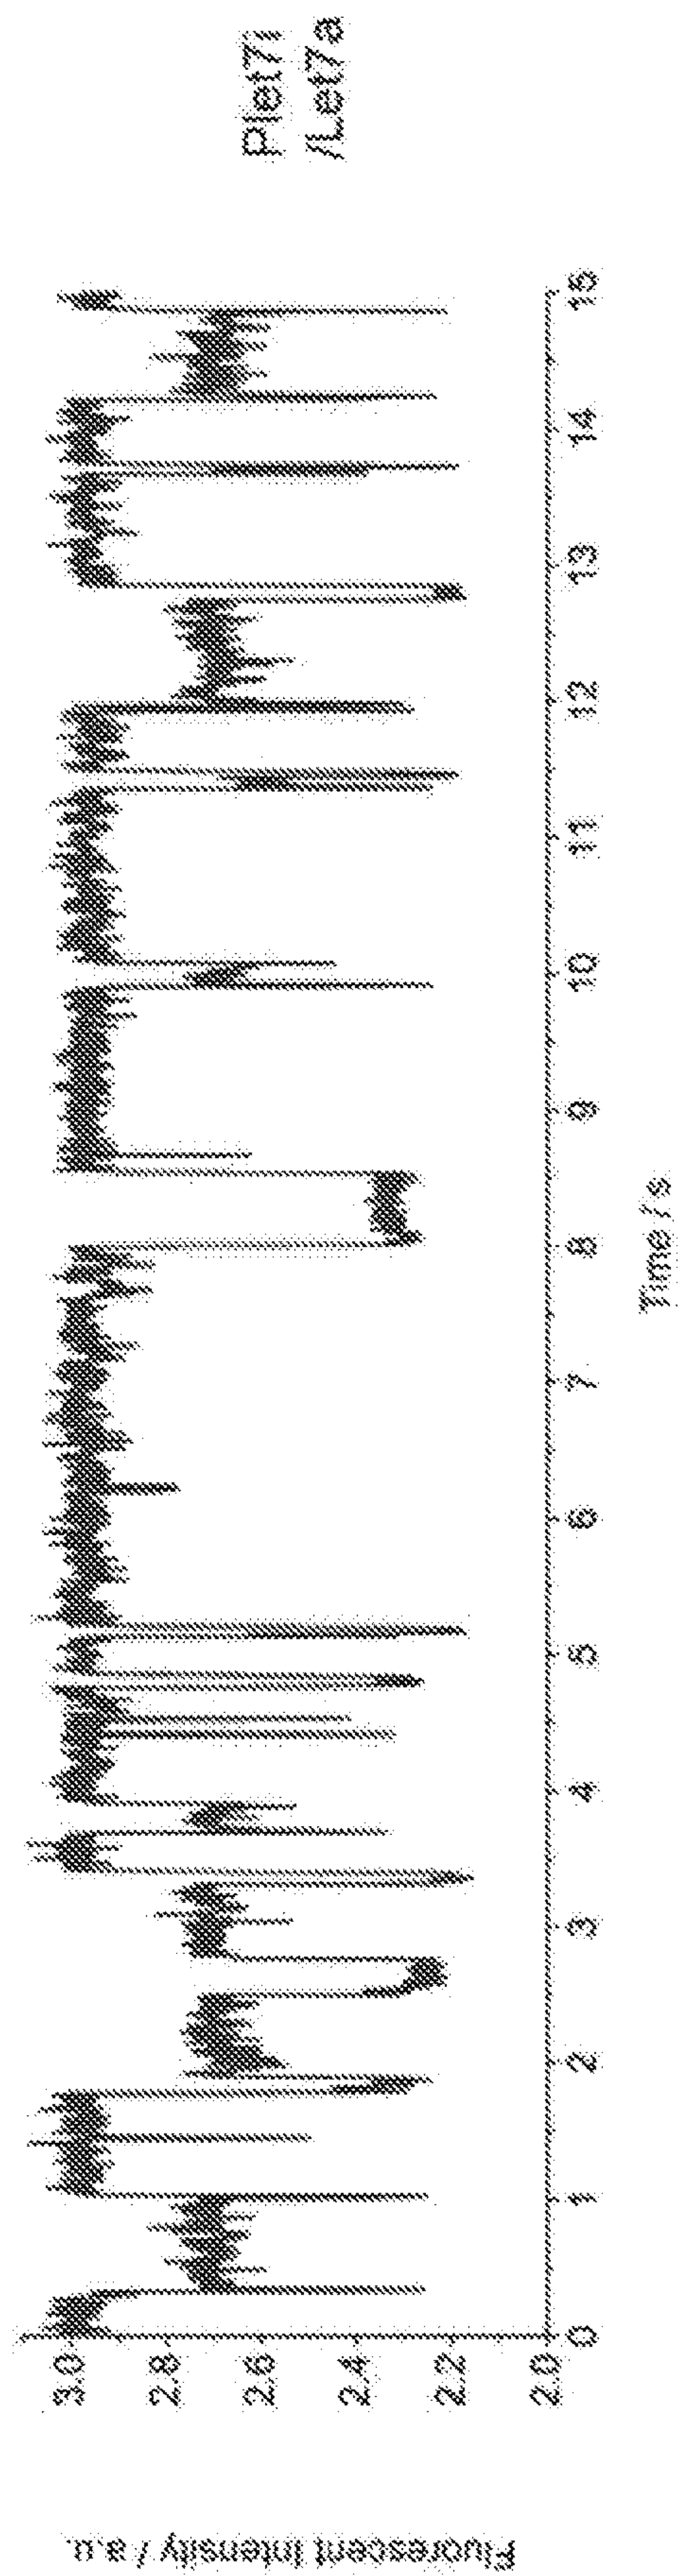 Plet7i
/Let7a
Fluorescent Intensity / a.u.
3.0
2.8
2.6
2.4
2.2
2.0
0 1 2 3 4 5 6 7 8 9 10 11 12 13 14 15
Time / s